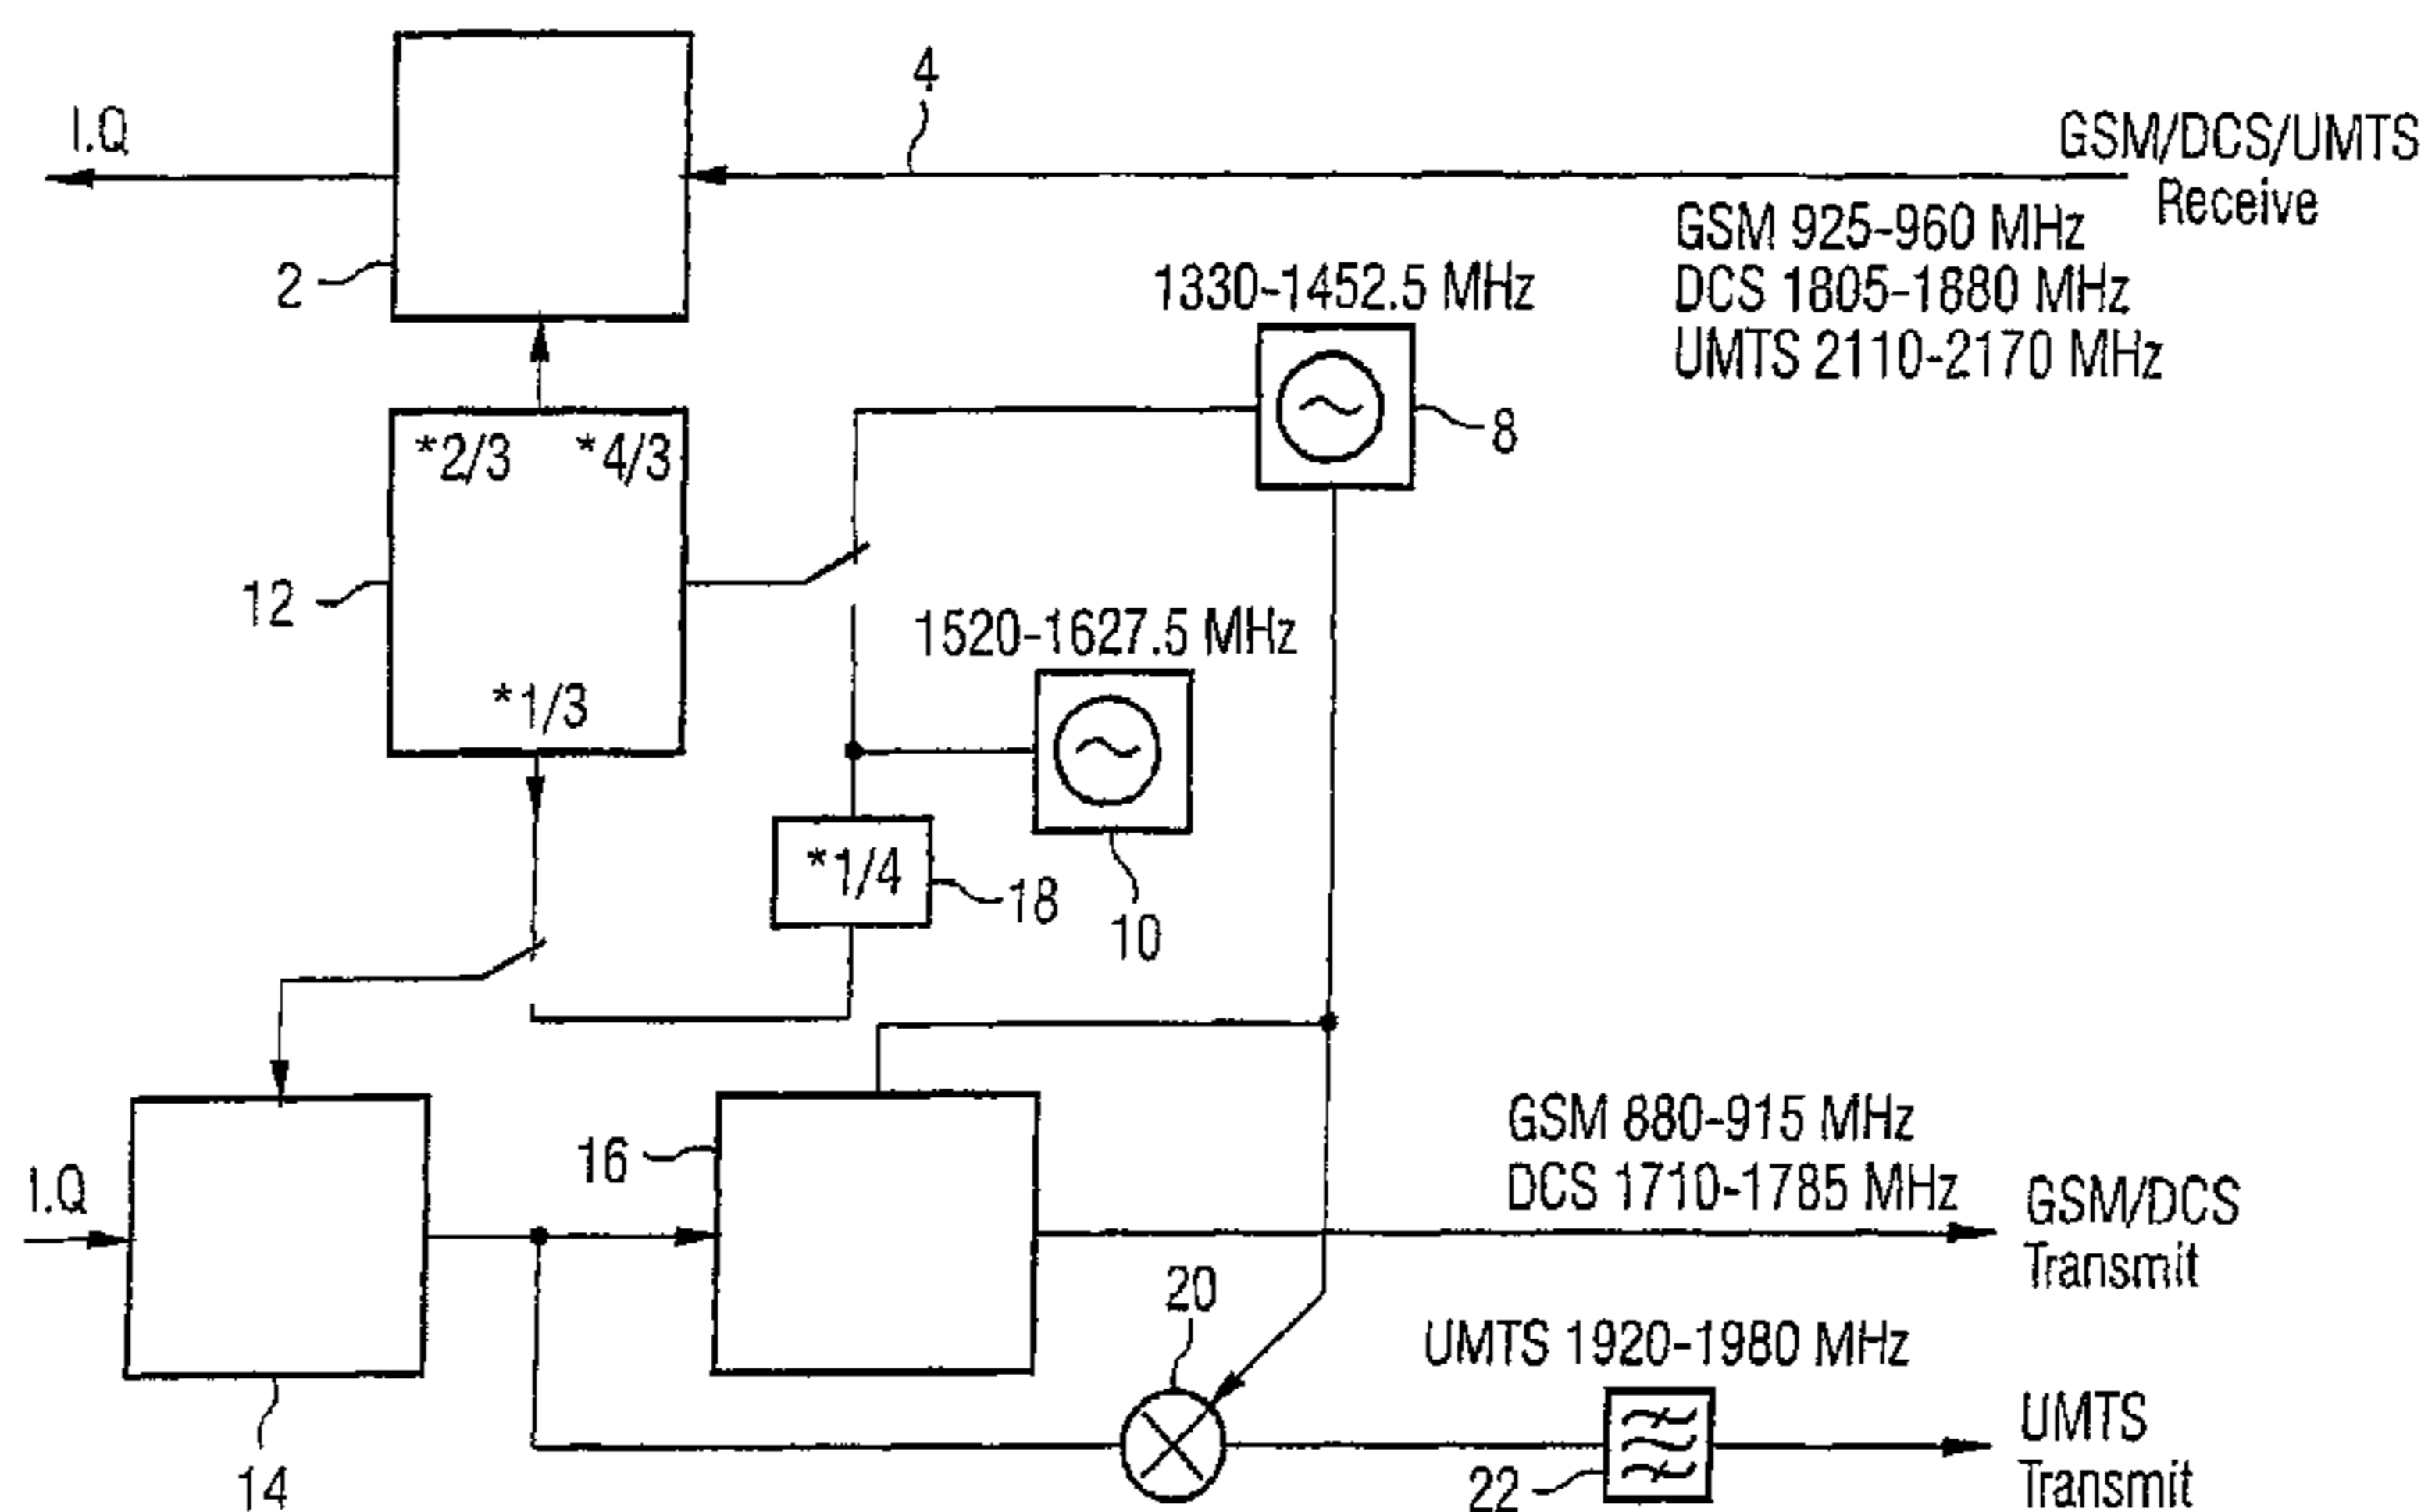 4
I.Q
GSM/DCS/UMTS
Receive
GSM 925-960 MHz
DCS 1805-1880 MHz
UMTS 2110-2170 MHz
2
1330-1452.5 MHz
8
*2/3 *4/3
12
1520-1627.5 MHz
*1/3
*1/4
18
10
GSM 880-915 MHz
DCS 1710-1785 MHz
16
I.Q
GSM/DCS
Transmit
20
UMTS 1920-1980 MHz
UMTS
Transmit
14
22